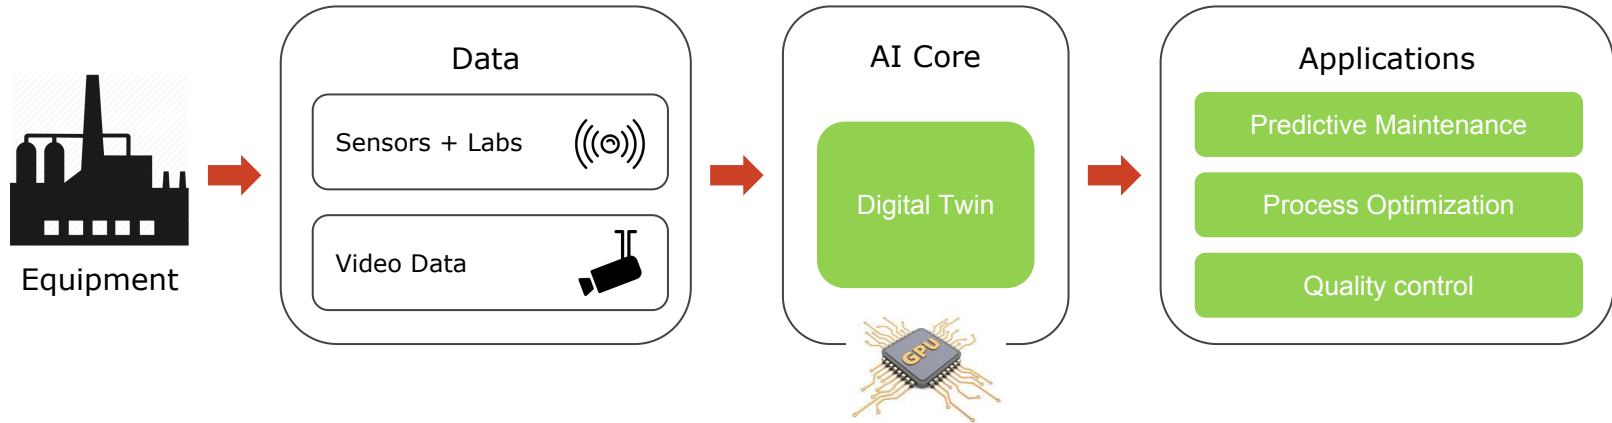 Equipment
Data
Sensors + Labs
Video Data
AI Core
Digital Twin
GPU
Applications
Predictive Maintenance
Process Optimization
Quality control